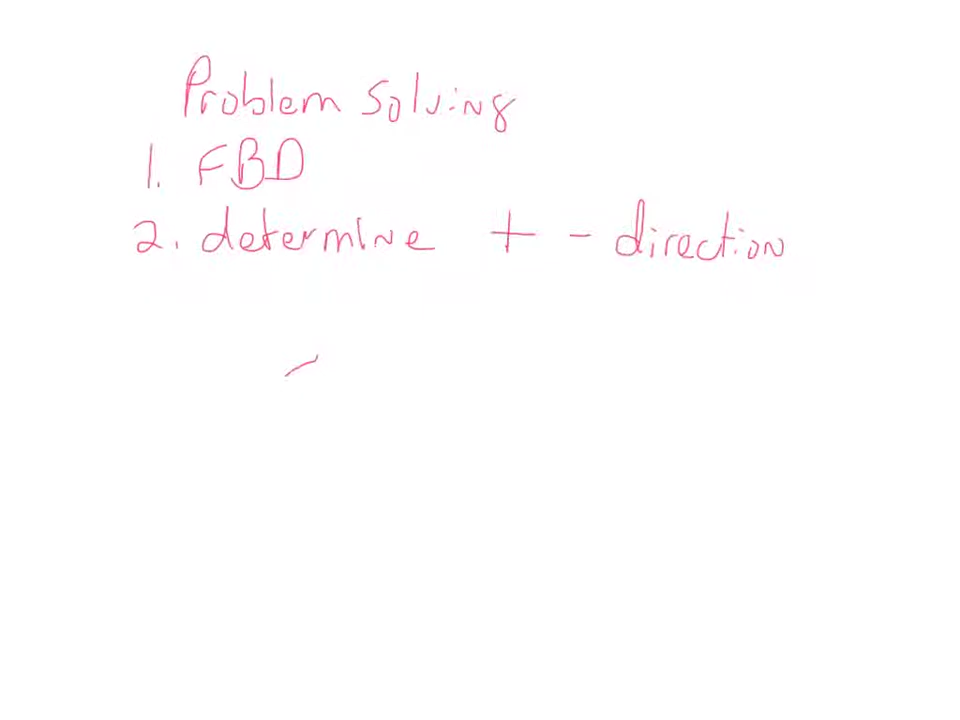 Problem solving
1. FBD
2. determine + - direction